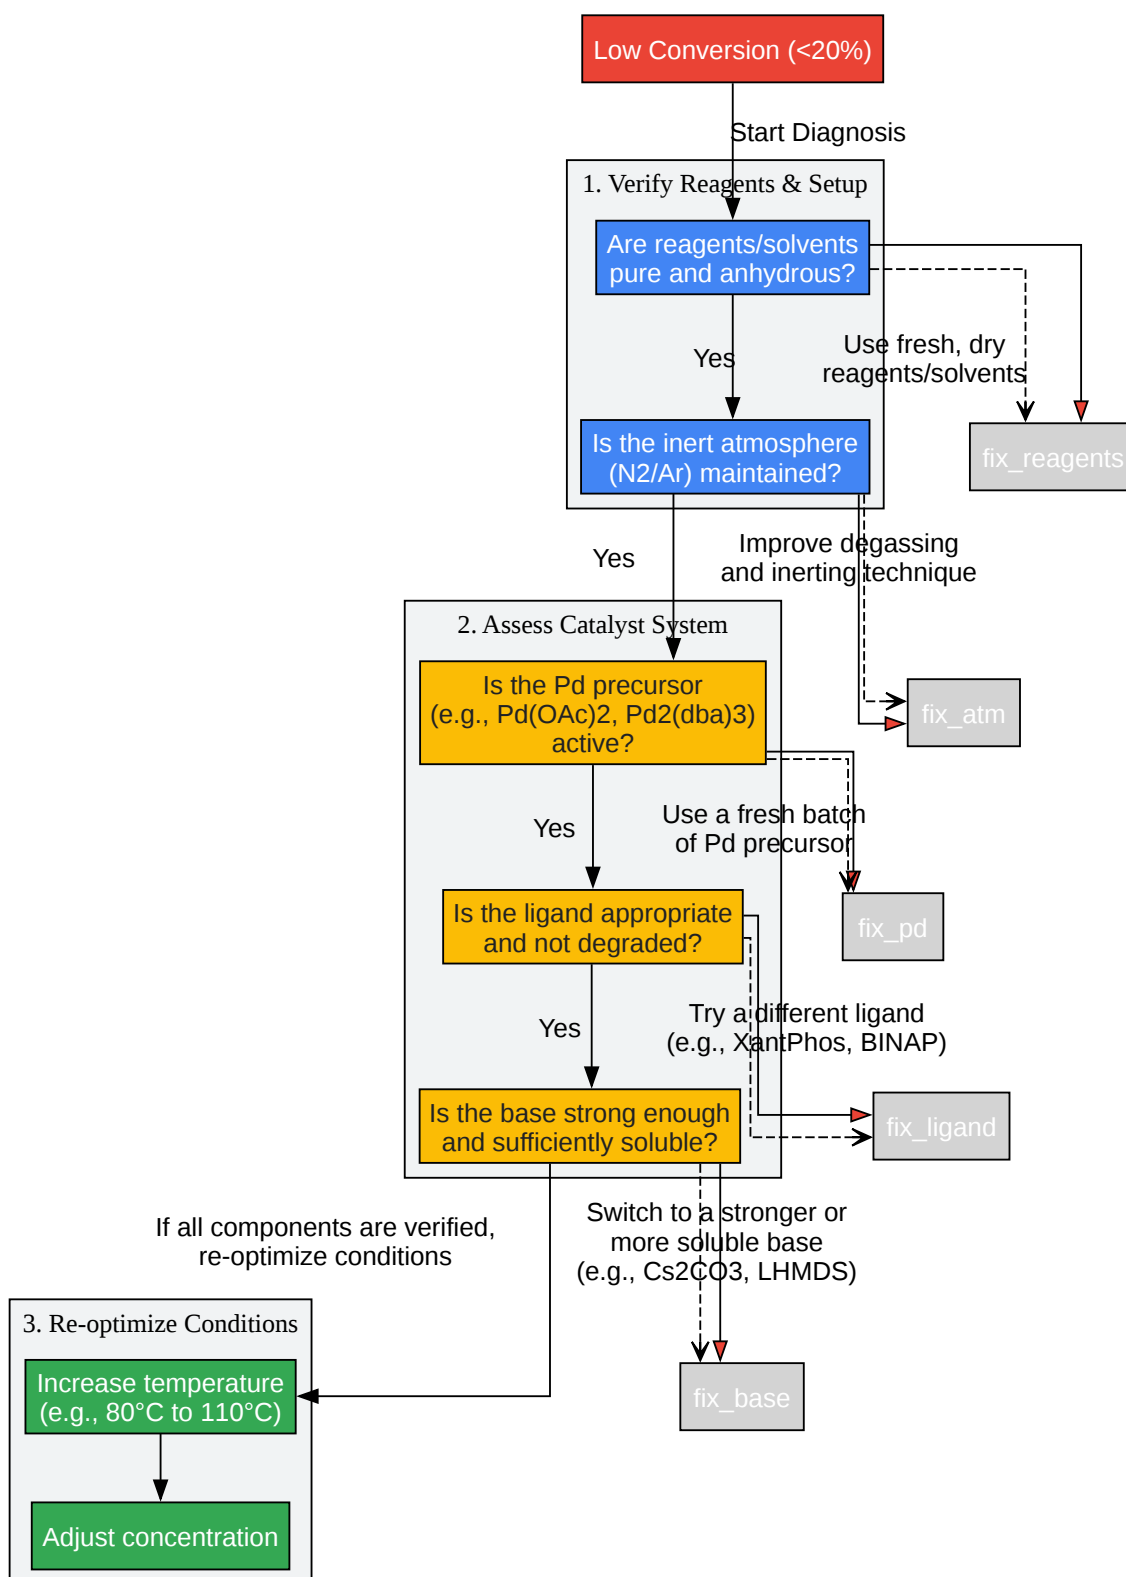 Low Conversion (<20%)
Start Diagnosis
1. Verify Reagents & Setup
Are reagents/solvents
pure and anhydrous?
Yes
Use fresh, dry
reagents/solvents
Is the inert atmosphere
(N2/Ar) maintained?
fix_reagents
Yes
Improve degassing
and inerting technique
2. Assess Catalyst System
Is the Pd precursor
(e.g., Pd(OAc)2, Pd2(dba)3)
active?
fix_atm
Yes
Use a fresh batch
of Pd precursor
Is the ligand appropriate
and not degraded?
fix_pd
Yes
Try a different ligand
(e.g., XantPhos, BINAP)
Is the base strong enough
and sufficiently soluble?
fix_ligand
If all components are verified,
re-optimize conditions
Switch to a stronger or
more soluble base
(e.g., Cs2CO3, LHMDS)
3. Re-optimize Conditions
Increase temperature
(e.g., 80°C to 110°C)
fix_base
Adjust concentration